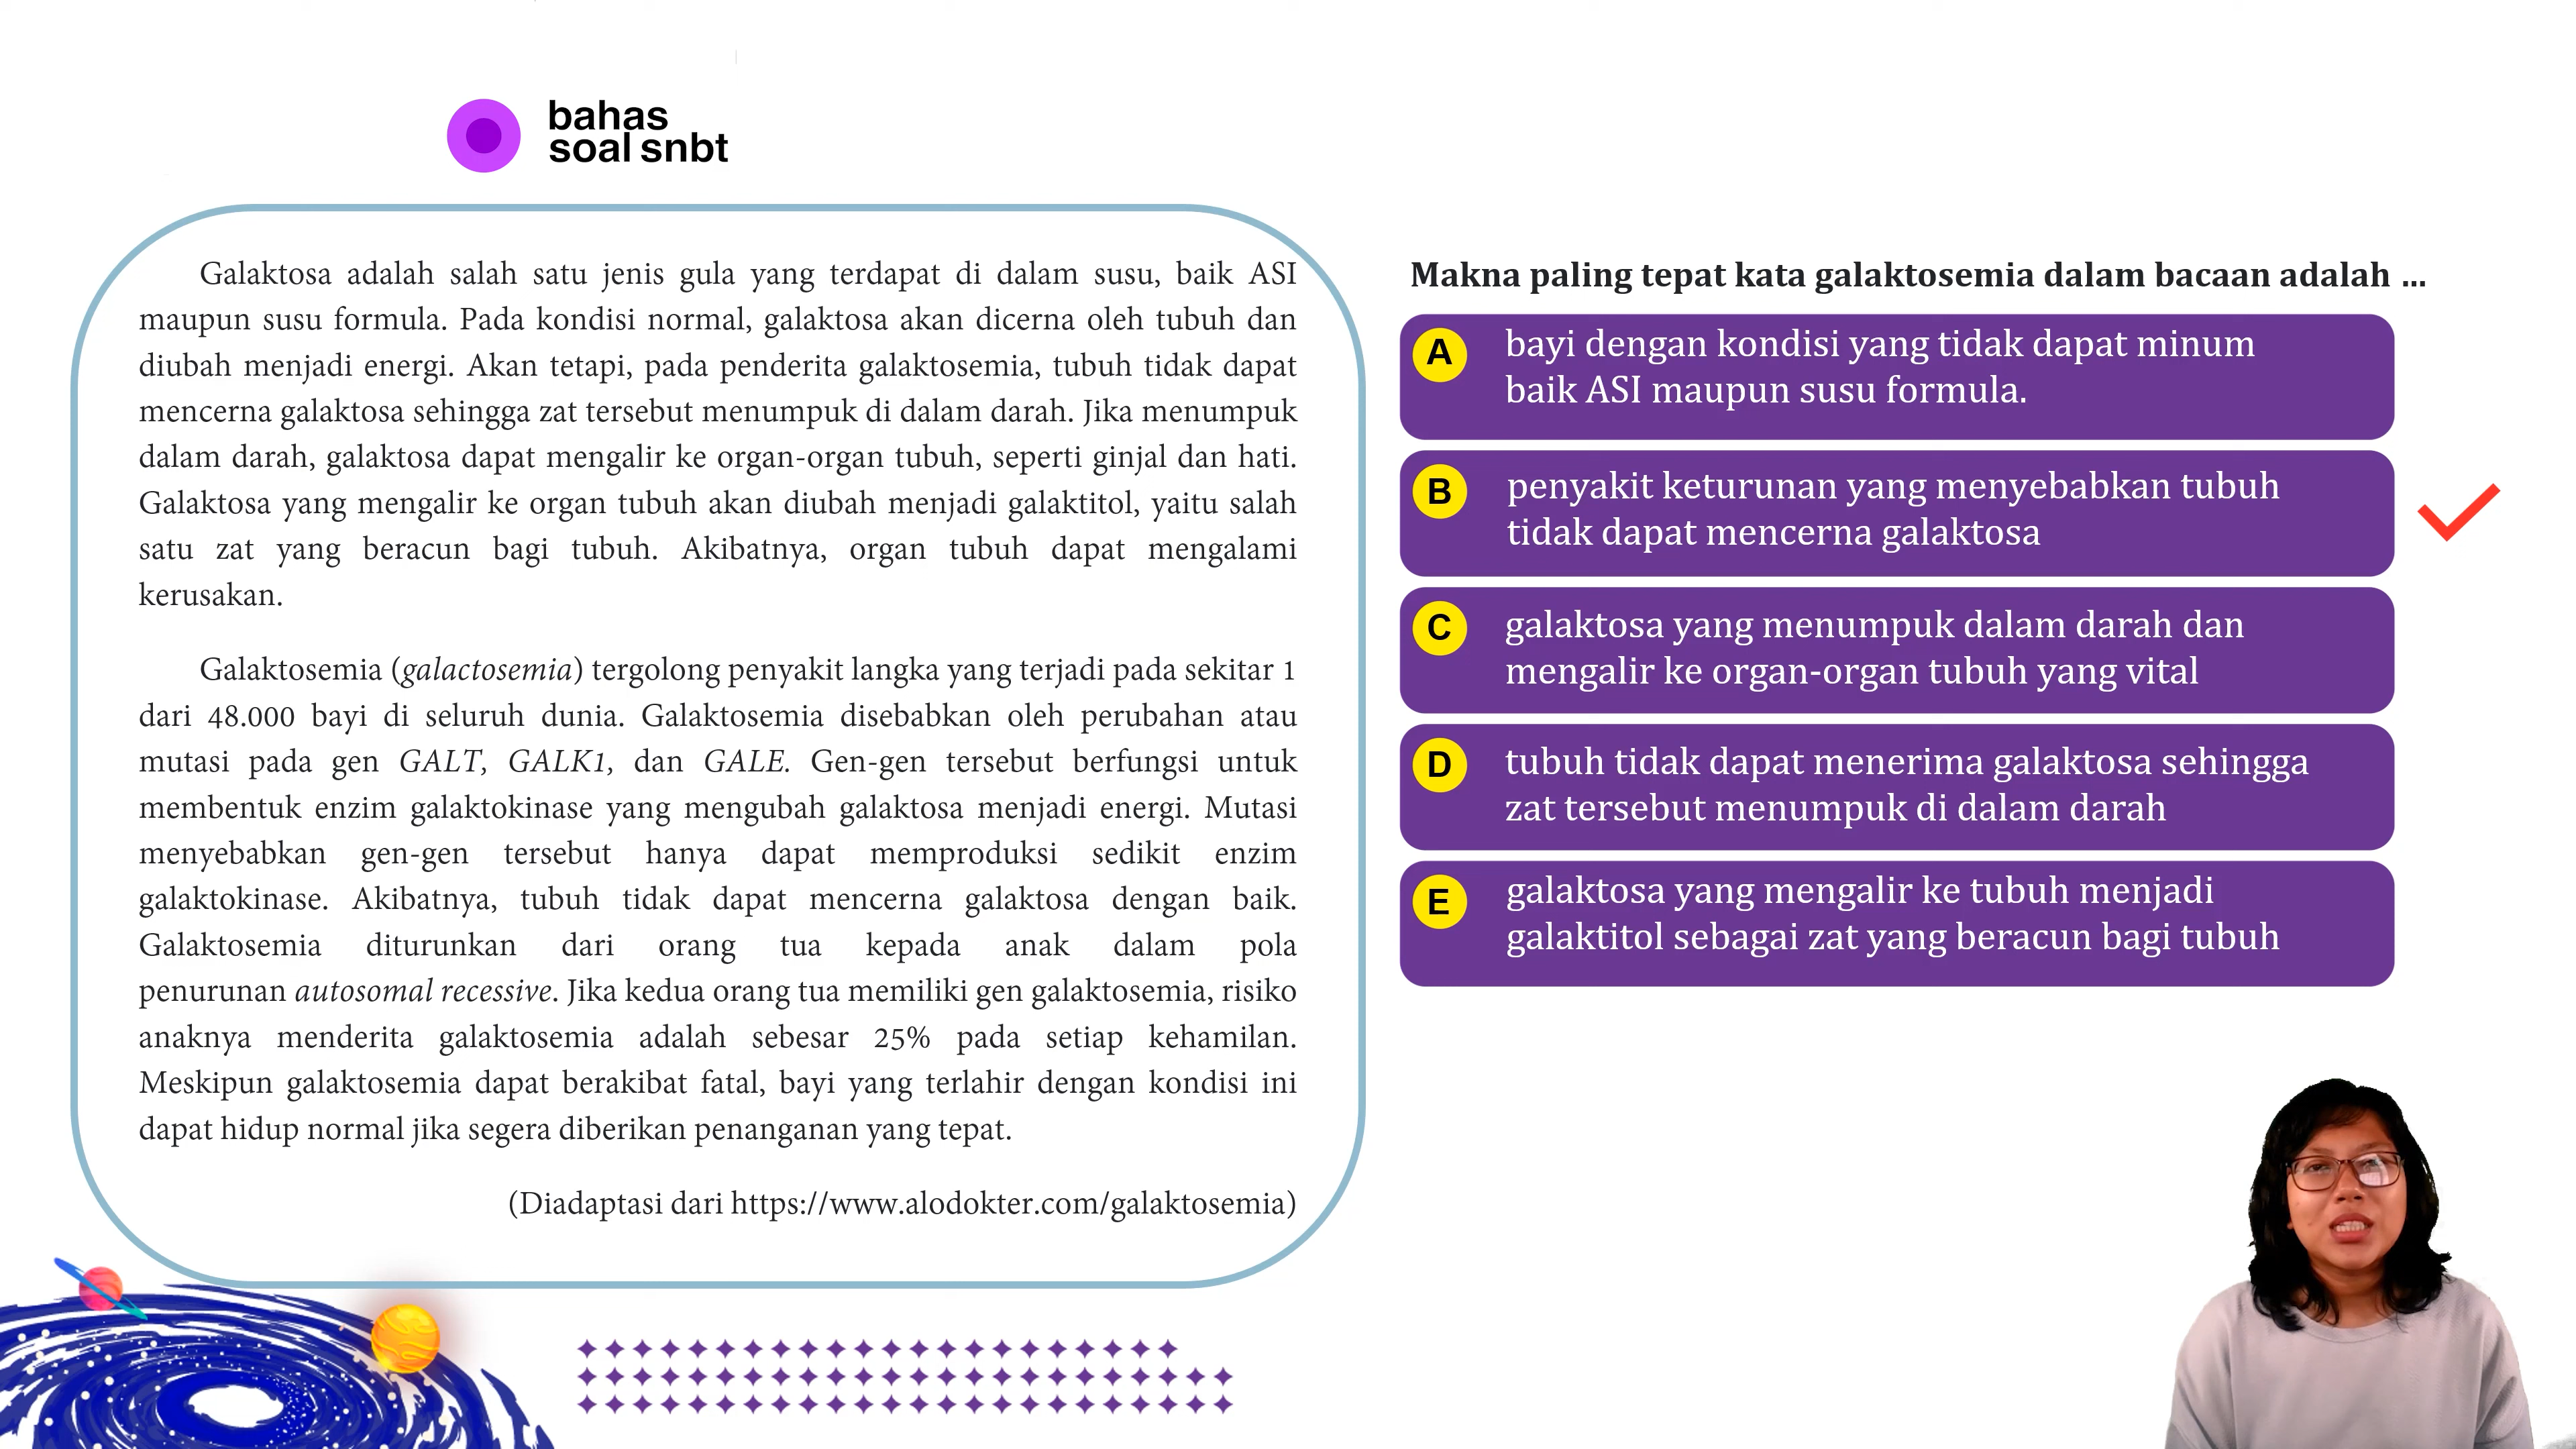 bahas
soal snbt
Galaktosa adalah salah satu jenis gula yang terdapat di dalam susu, baik ASI
maupun susu formula. Pada kondisi normal, galaktosa akan dicerna oleh tubuh dan
diubah menjadi energi. Akan tetapi, pada penderita galaktosemia, tubuh tidak dapat
mencerna galaktosa sehingga zat tersebut menumpuk di dalam darah. Jika menumpuk
dalam darah, galaktosa dapat mengalir ke organ-organ tubuh, seperti ginjal dan hati.
Galaktosa yang mengalir ke organ tubuh akan diubah menjadi galaktitol, yaitu salah
satu zat yang beracun bagi tubuh. Akibatnya, organ tubuh dapat mengalami
kerusakan.
Galaktosemia (galactosemia) tergolong penyakit langka yang terjadi pada sekitar 1
dari 48.000 bayi di seluruh dunia. Galaktosemia disebabkan oleh perubahan atau
mutasi pada gen GALT, GALK1, dan GALE. Gen-gen tersebut berfungsi untuk
membentuk enzim galaktokinase yang mengubah galaktosa menjadi energi. Mutasi
menyebabkan gen-gen tersebut hanya dapat memproduksi sedikit enzim
galaktokinase. Akibatnya, tubuh tidak dapat mencerna galaktosa dengan baik.
Galaktosemia diturunkan dari orang tua kepada anak dalam pola
penurunan autosomal recessive. Jika kedua orang tua memiliki gen galaktosemia, risiko
anaknya menderita galaktosemia adalah sebesar 25% pada setiap kehamilan.
Meskipun galaktosemia dapat berakibat fatal, bayi yang terlahir dengan kondisi ini
dapat hidup normal jika segera diberikan penanganan yang tepat.
(Diadaptasi dari https://www.alodokter.com/galaktosemia)
Makna paling tepat kata galaktosemia dalam bacaan adalah ...
A bayi dengan kondisi yang tidak dapat minum
baik ASI maupun susu formula.
B penyakit keturunan yang menyebabkan tubuh
tidak dapat mencerna galaktosa
C galaktosa yang menumpuk dalam darah dan
mengalir ke organ-organ tubuh yang vital
D tubuh tidak dapat menerima galaktosa sehingga
zat tersebut menumpuk di dalam darah
E galaktosa yang mengalir ke tubuh menjadi
galaktitol sebagai zat yang beracun bagi tubuh